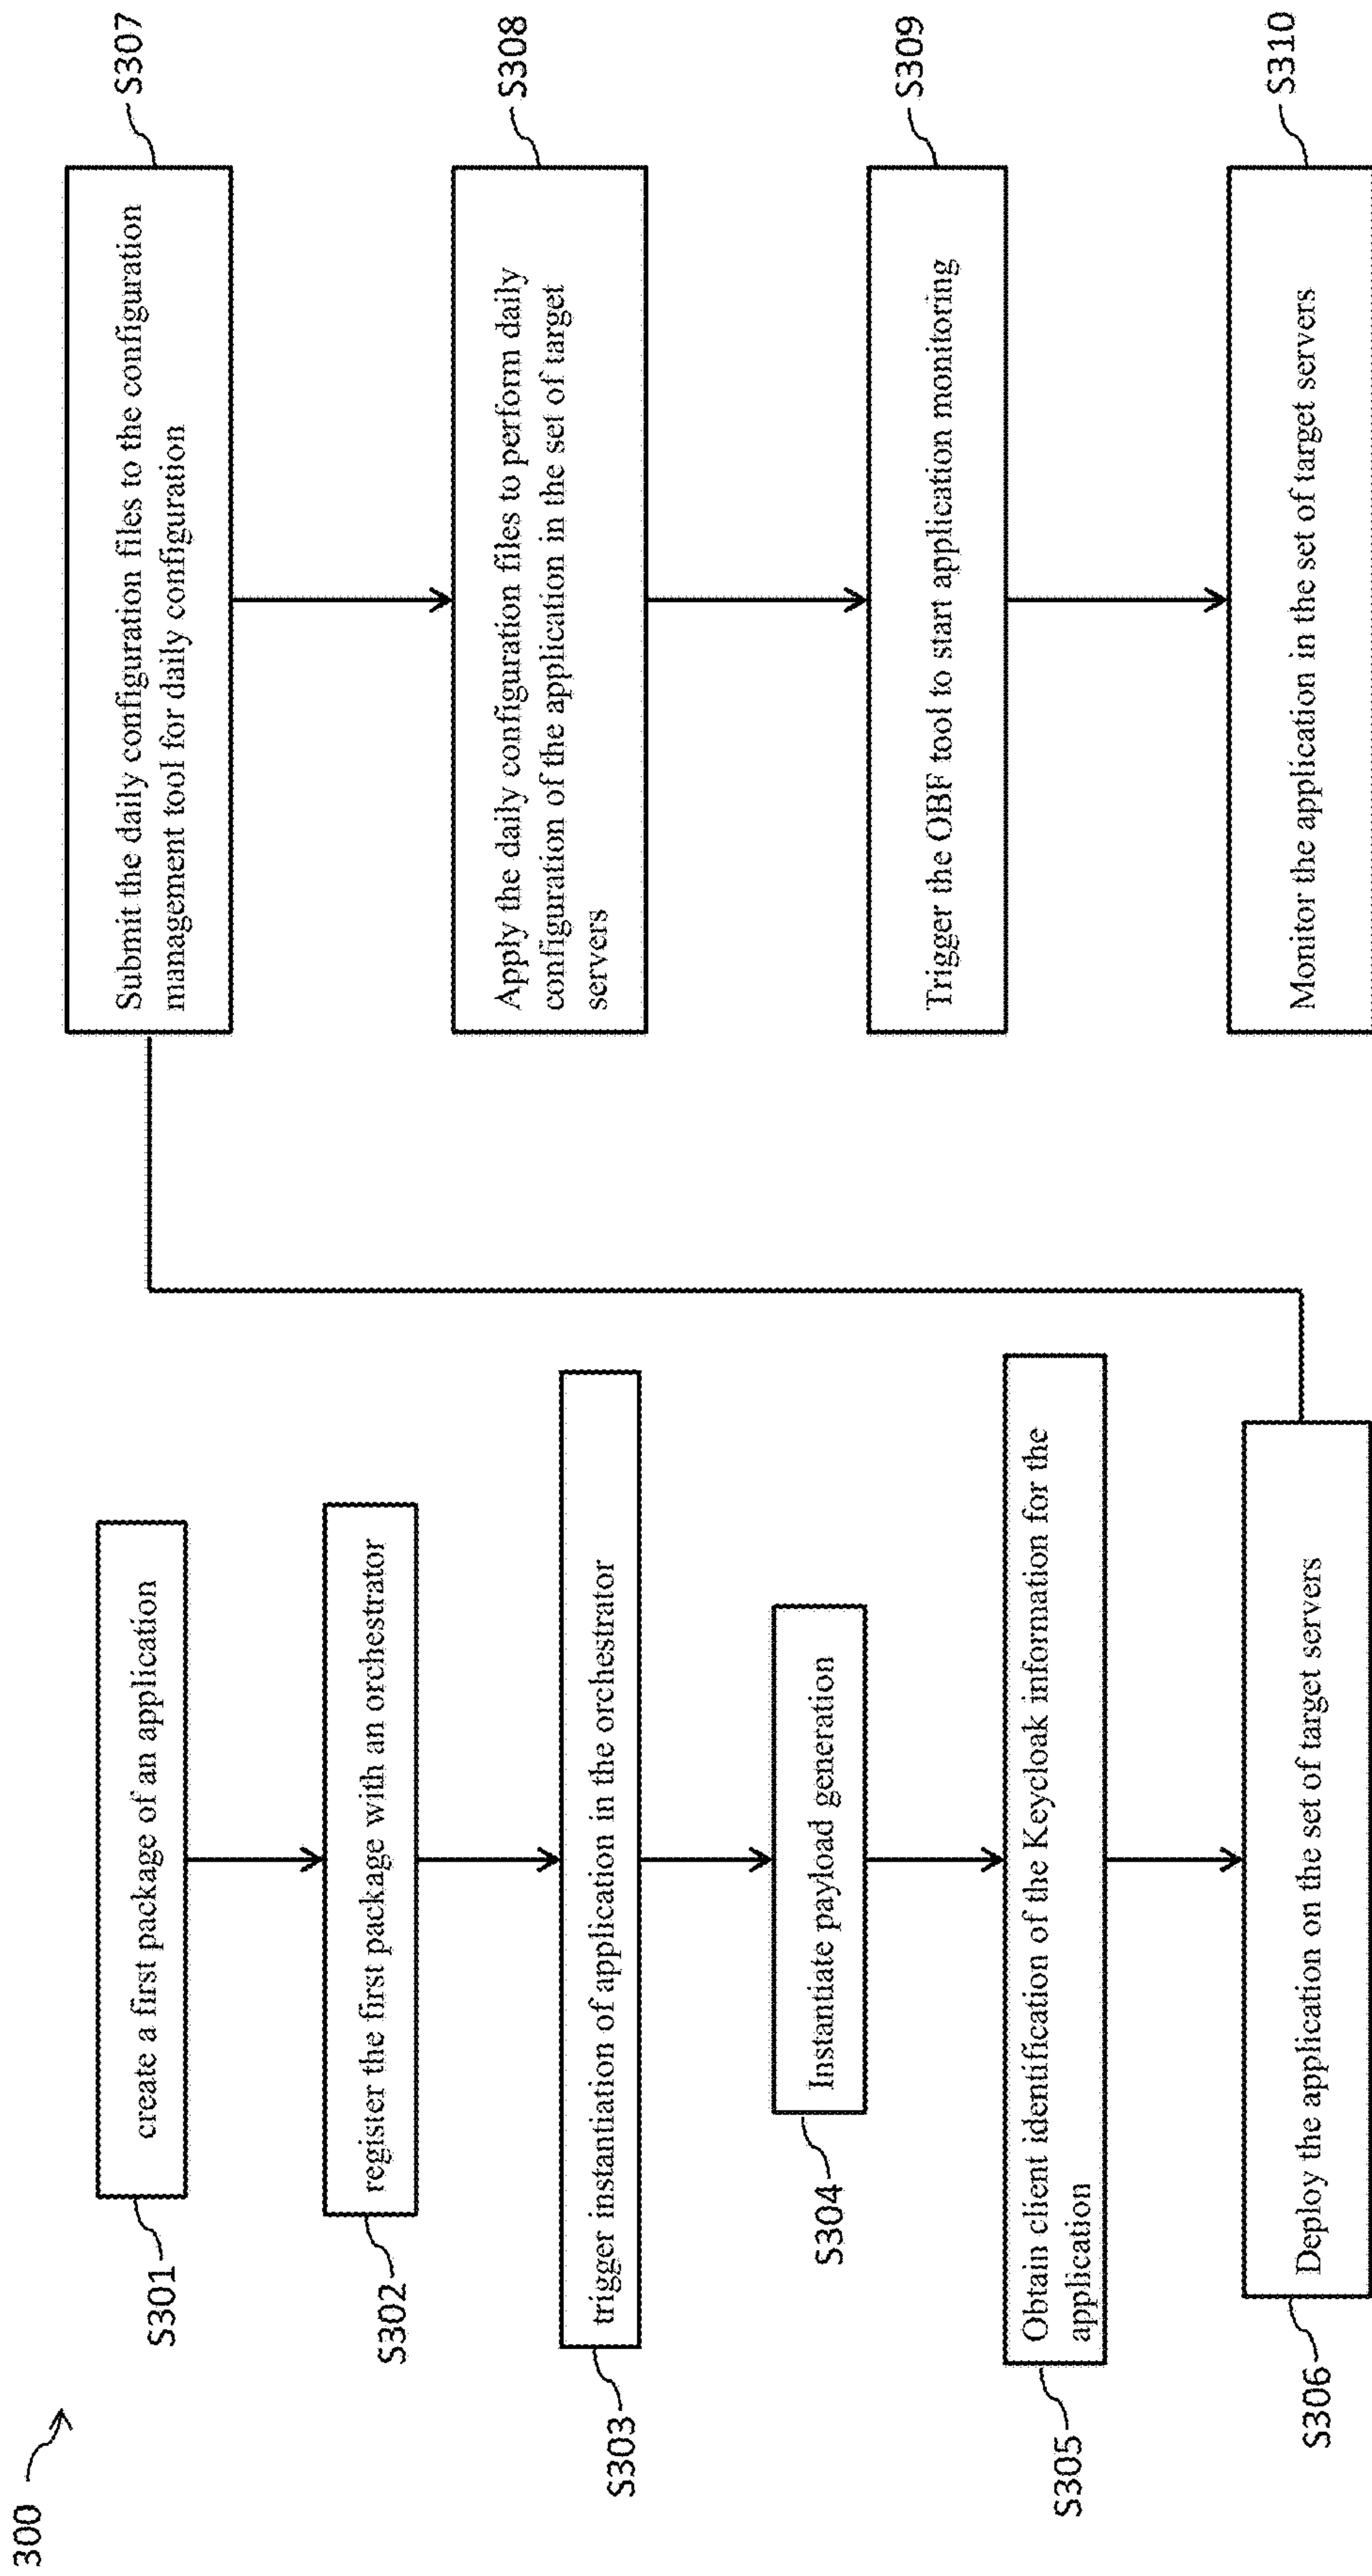 300
S301
create a first package of an application
S302
register the first package with an orchestrator
S303
trigger instantiation of application in the orchestrator
S304
Instantiate payload generation
S305
Obtain client identification of the Keycloak information for the
application
S306
Deploy the application on the set of target servers
S307
Submit the daily configuration files to the configuration
management tool for daily configuration
S308
Apply the daily configuration files to perform daily
configuration of the application in the set of target
servers
S309
Trigger the OBF tool to start application monitoring
S310
Monitor the application in the set of target servers